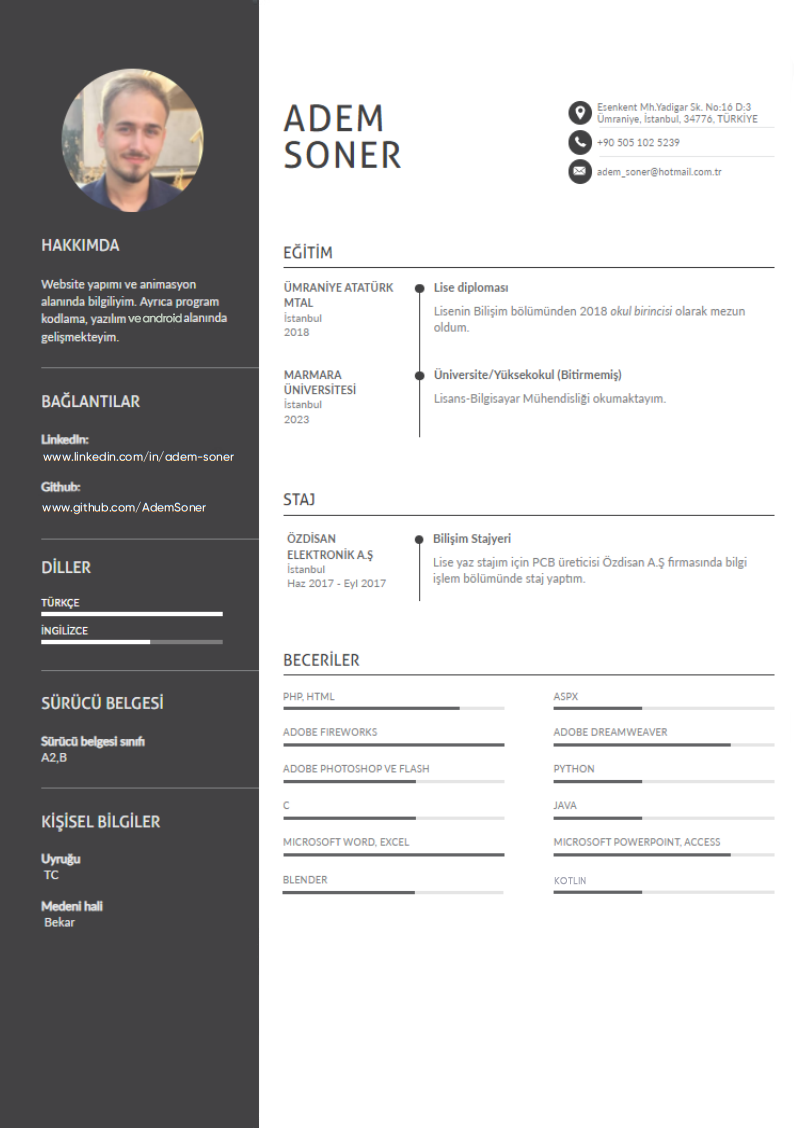 ADEM
SONER
Esenkent Mh.Yadigar Sk. No:16 D:3
Ümraniye, İstanbul, 34776, TÜRKİYE
+90 505 102 5239
adem_soner@hotmail.com.tr
HAKKIMDA
Website yapımı ve animasyon
alanında bilgiliyim. Ayrıca program
kodlama, yazılım ve android alanında
gelişmekteyim.
BAĞLANTILAR
LinkedIn:
www.linkedin.com/in/adem-soner
Github:
www.github.com/AdemSoner
DİLLER
TÜRKÇE
İNGİLİZCE
SÜRÜCÜ BELGESİ
Sürücü belgesi sınıfı
A2,B
KİŞİSEL BİLGİLER
Uyruğu
TC
Medeni hali
Bekar
EĞİTİM
ÜMRANİYE ATATÜRK
MTAL
İstanbul
2018
Lise diploması
Lisenin Bilişim bölümünden 2018 okul birincisi olarak mezun
oldum.
MARMARA
ÜNİVERSİTESİ
İstanbul
2023
Üniversite/Yüksekokul (Bitirmemiş)
Lisans-Bilgisayar Mühendisliği okumaktayım.
STAJ
ÖZDİSAN
ELEKTRONİK A.Ş
İstanbul
Haz 2017 - Eyl 2017
Bilişim Stajyeri
Lise yaz stajım için PCB üreticisi Özdisan A.Ş firmasında bilgi
işlem bölümünde staj yaptım.
BECERİLER
PHP, HTML
ASPX
ADOBE FIREWORKS
ADOBE DREAMWEAVER
ADOBE PHOTOSHOP VE FLASH
PYTHON
C
JAVA
MICROSOFT WORD, EXCEL
MICROSOFT POWERPOINT, ACCESS
BLENDER
KOTLIN